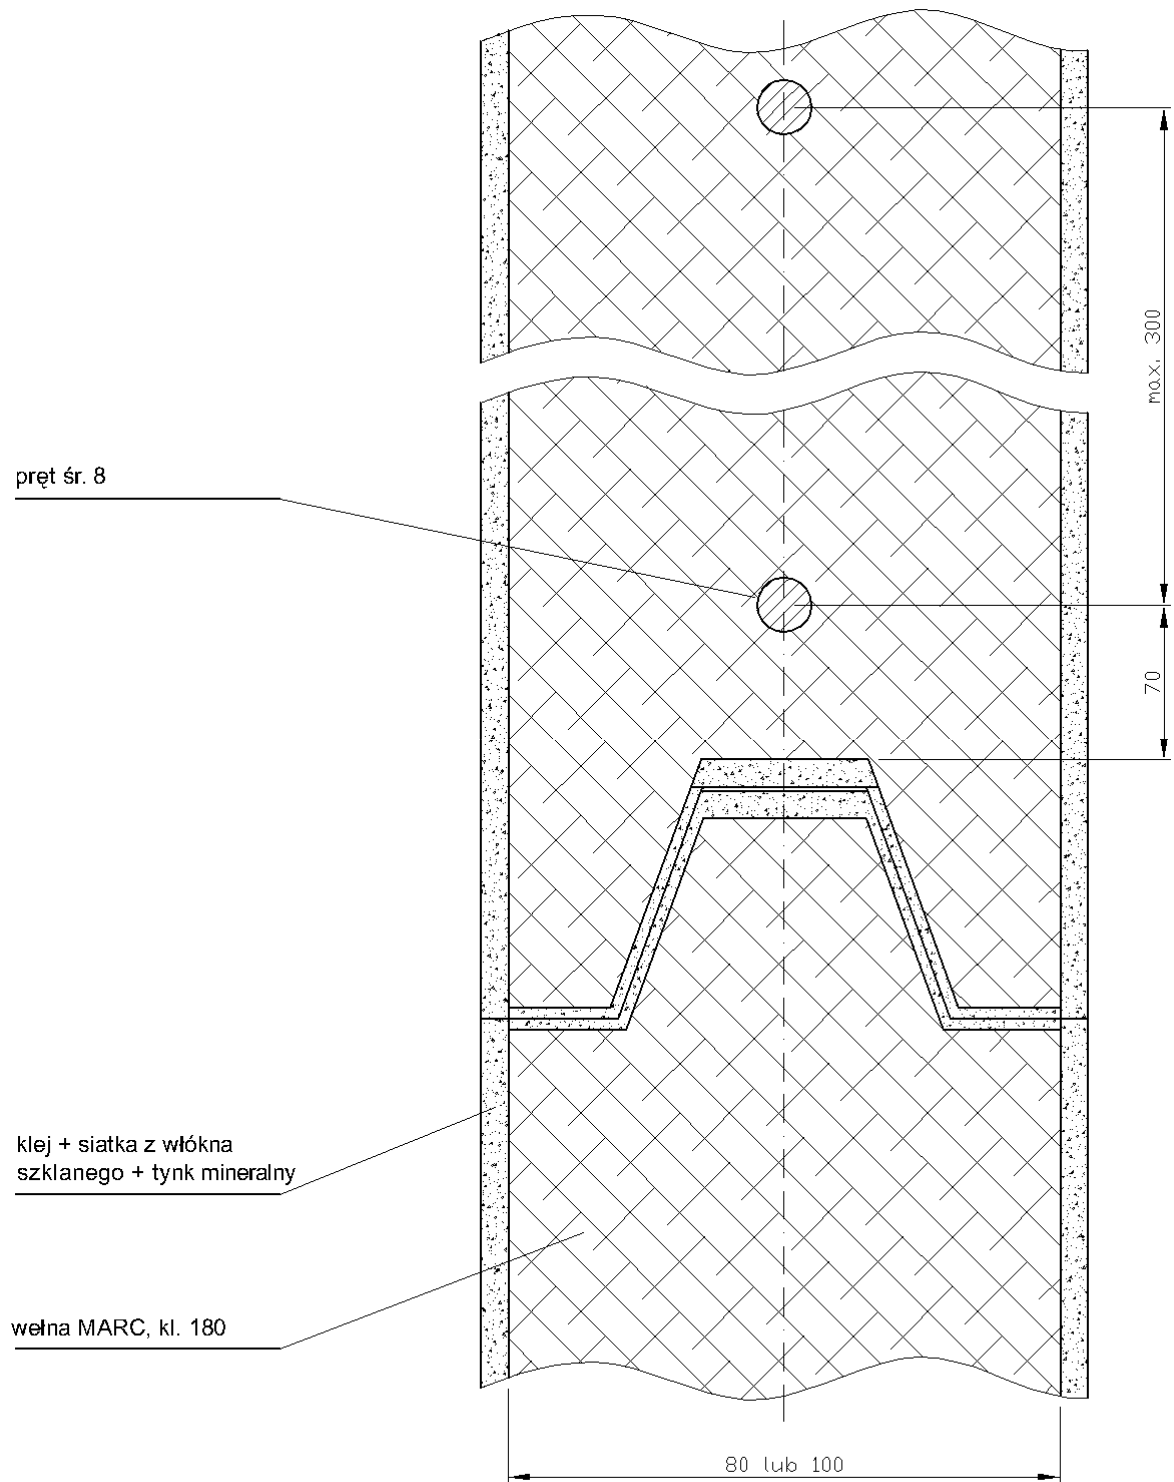 max. 300
pręt śr. 8
70
klej + siatka z włókna
szklanego + tynk mineralny
wełna MARC, kl. 180
80 lub 100